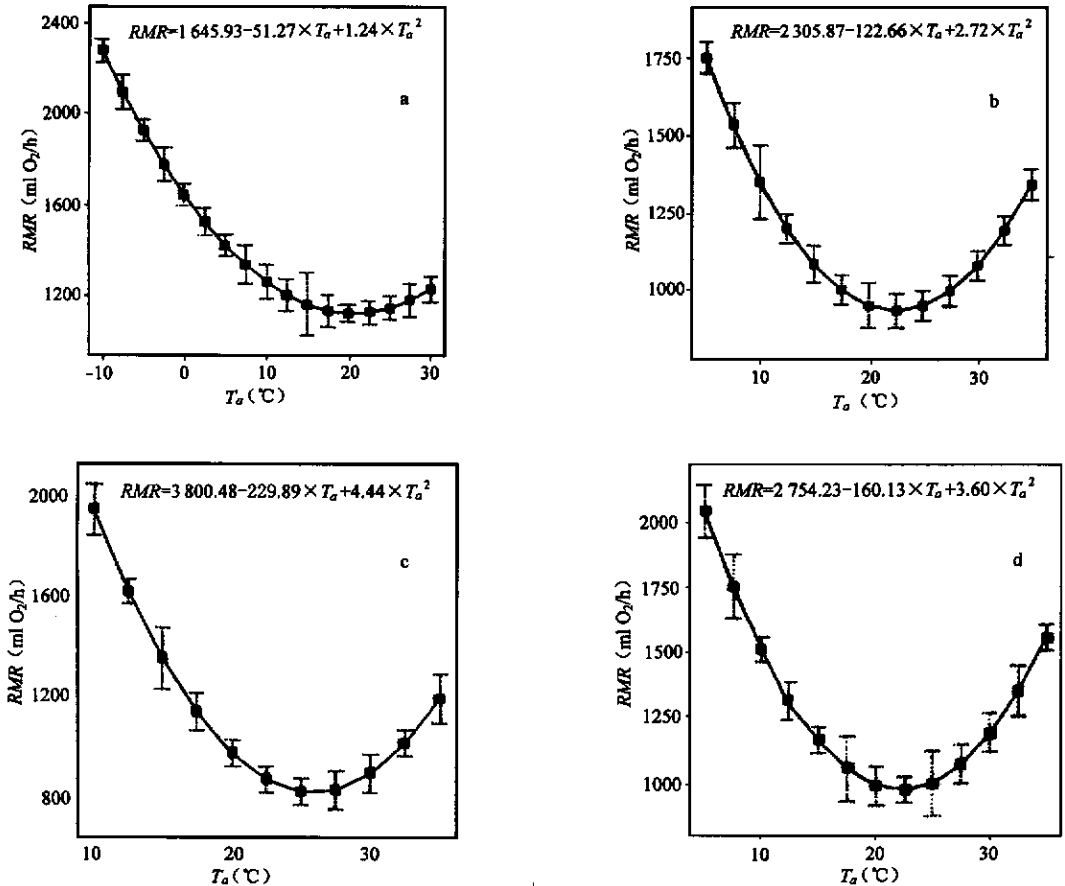 RMR=1 645.93−51.27×Ta+1.24×Ta²
a
RMR (ml O₂/h)
2400
2000
1600
1200
−10 0 10 20 30
Ta (℃)
RMR=2 305.87−122.66×Ta+2.72×Ta²
b
RMR (ml O₂/h)
1750
1500
1250
1000
10 20 30
Ta (℃)
RMR=3 800.48−229.89×Ta+4.44×Ta²
c
RMR (ml O₂/h)
2000
1600
1200
800
10 20 30
Ta (℃)
RMR=2 754.23−160.13×Ta+3.60×Ta²
d
RMR (ml O₂/h)
2000
1750
1500
1250
1000
10 20 30
Ta (℃)